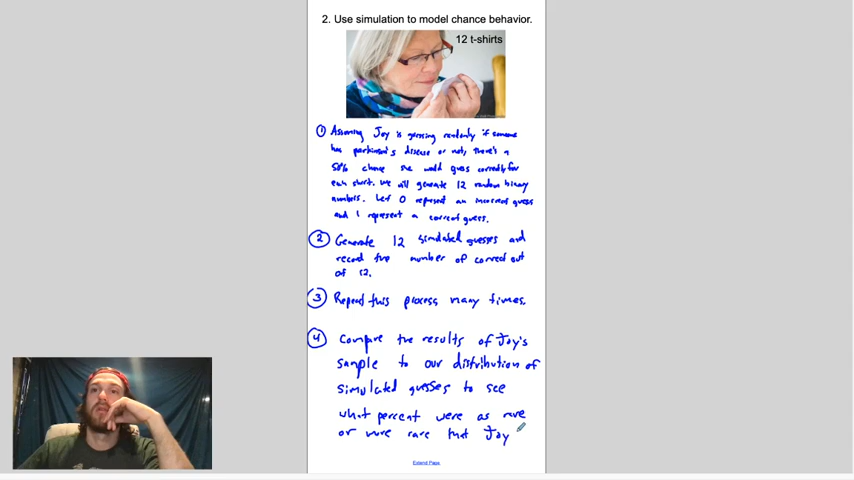 2. Use simulation to model chance behavior.
12 t-shirts
① Assuming Joy is guessing randomly if someone
has parkinson's disease or not, there's a
50% chance she would guess correctly for
each shirt. We will generate 12 random binary
numbers. Let 0 represent an incorrect guess
and 1 represent a correct guess.
② Generate 12 simulated guesses and
record the number of correct out
of 12.
③ Repeat this process many times.
④ Compare the results of Joy's
sample to our distribution of
simulated guesses to see
what percent were as rare
or more rare that Joy
Extend Page